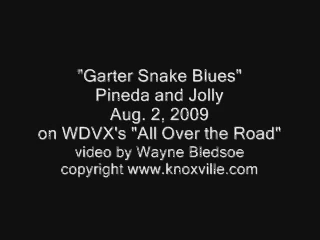 "Garter Snake Blues"
Pineda and Jolly
Aug. 2, 2009
on WDVX's "All Over the Road"
video by Wayne Bledsoe
copyright www.knoxville.com